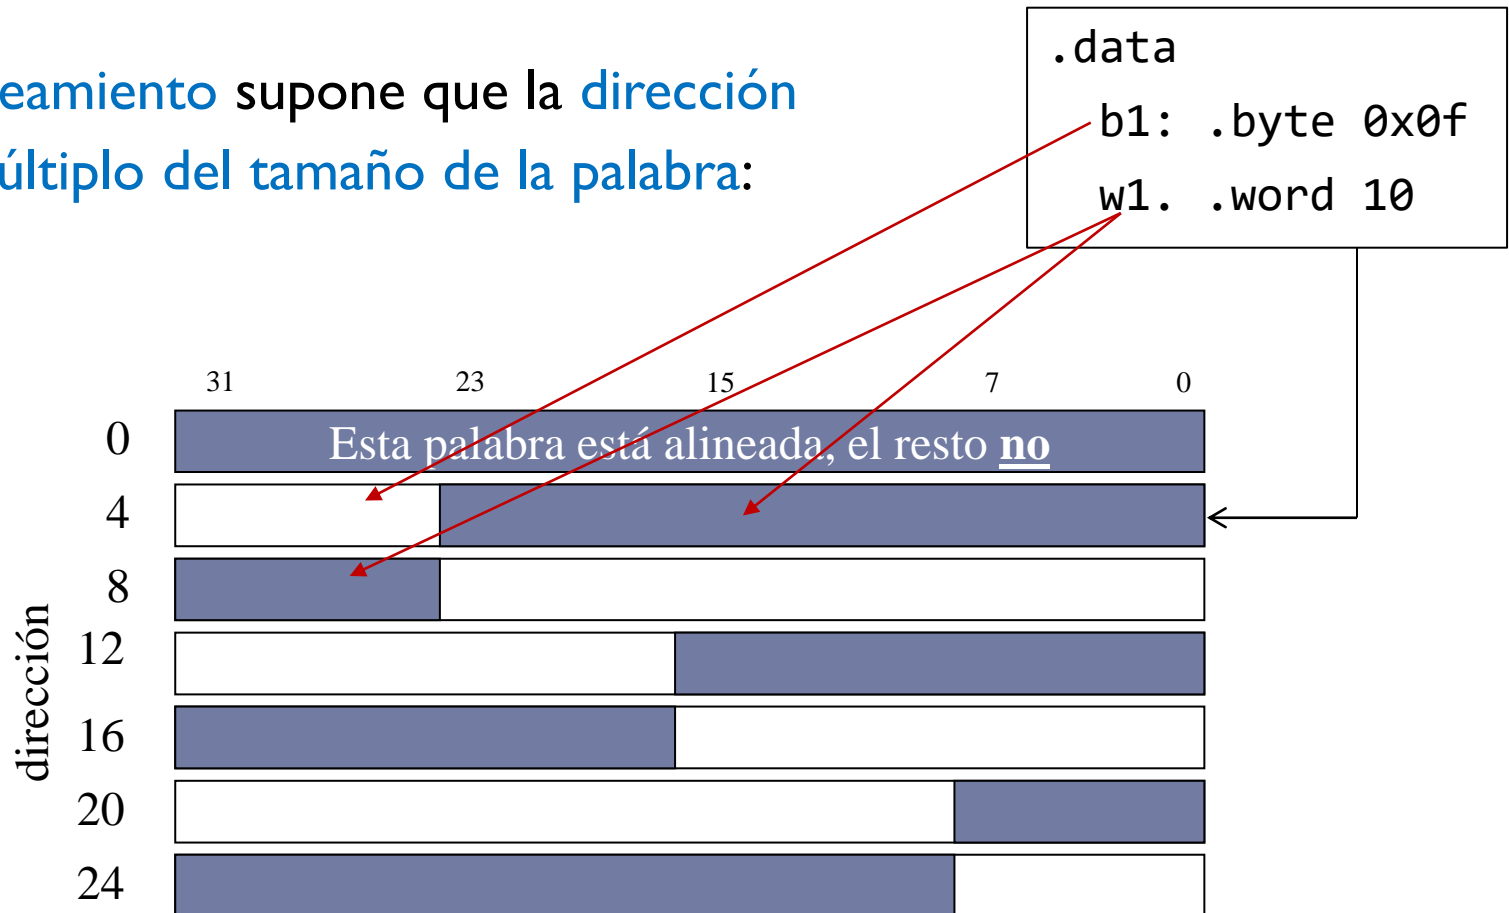 eamiento supone que la dirección
últiplo del tamaño de la palabra:
.data
b1: .byte 0x0f
w1. .word 10
31 23 15 7 0
0 Esta palabra está alineada, el resto no
4
8
12
16
20
24
dirección